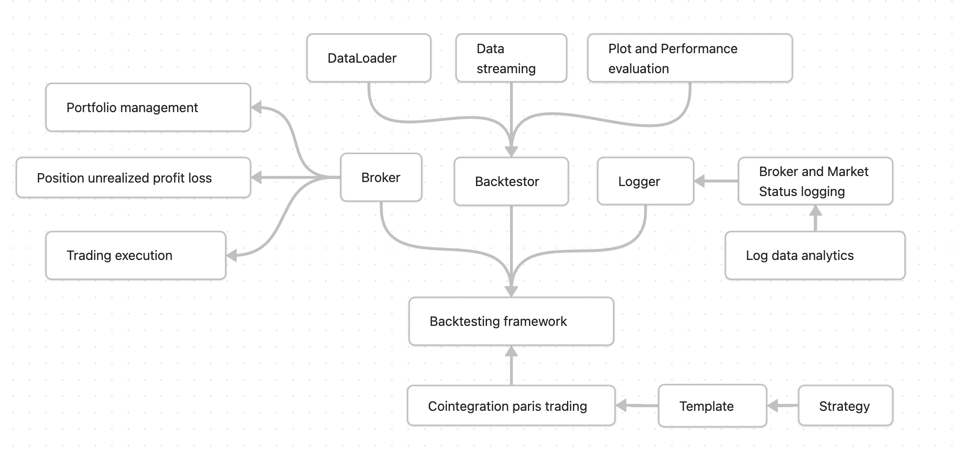 DataLoader
Data
streaming
Plot and Performance
evaluation
Portfolio management
Position unrealized profit loss
Trading execution
Broker
Backtestor
Logger
Broker and Market
Status logging
Log data analytics
Backtesting framework
Cointegration paris trading
Template
Strategy